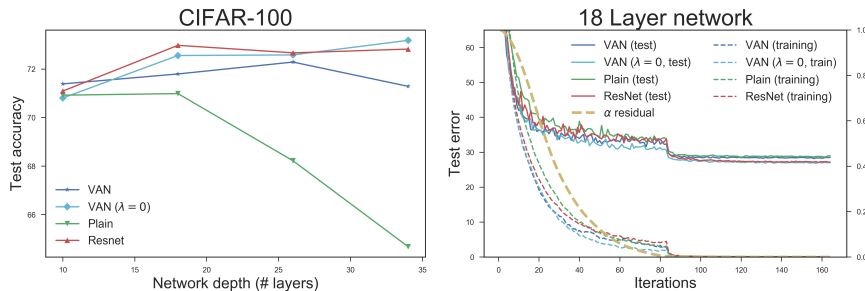 CIFAR-100
Test accuracy
72
70
68
66
VAN
VAN (λ = 0)
Plain
Resnet
10
15
20
25
30
35
Network depth (# layers)
18 Layer network
Test error
60
50
40
30
20
10
0
VAN (test)
VAN (λ = 0, test)
Plain (test)
ResNet (test)
α residual
VAN (training)
VAN (λ = 0, train)
Plain (training)
ResNet (training)
1.0
0.8
0.6
0.4
0.2
0.0
0
20
40
60
80
100
120
140
160
Iterations